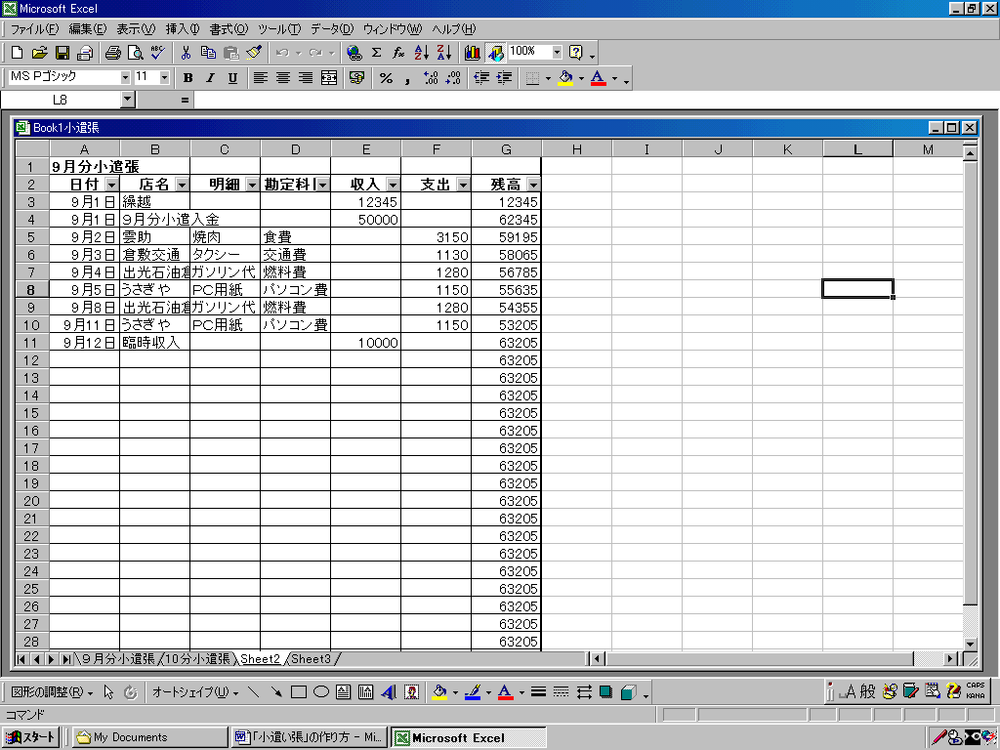 Microsoft Excel
ファイル(F) 編集(E) 表示(V) 挿入(I) 書式(O) ツール(T) データ(D) ウィンドウ(W) ヘルプ(H)
ABC Σ fx A Z Z A 100% ?
MS Pゴシック 11 B I U % ,
L8 =
Book1小遣張
A B C D E F G H I J K L M
1 9月分小遣張
2 日付 店名 明細 勘定科 収入 支出 残高
3 9月1日 繰越 12345 12345
4 9月1日 9月分小遣入金 50000 62345
5 9月2日 雲助 焼肉 食費 3150 59195
6 9月3日 倉敷交通 タクシー 交通費 1130 58065
7 9月4日 出光石油倉 ガソリン代 燃料費 1280 56785
8 9月5日 うさぎや PC用紙 パソコン費 1150 55635
9 9月8日 出光石油倉 ガソリン代 燃料費 1280 54355
10 9月11日 うさぎや PC用紙 パソコン費 1150 53205
11 9月12日 臨時収入 10000 63205
12 63205
13 63205
14 63205
15 63205
16 63205
17 63205
18 63205
19 63205
20 63205
21 63205
22 63205
23 63205
24 63205
25 63205
26 63205
27 63205
28 63205
9月分小遣張 10分小遣張 Sheet2 Sheet3
図形の調整(R) オートシェイプ(U) A A A般 CAPS KANA
コマンド
スタート My Documents 「小遣い張」の作り方 - Mi... Microsoft Excel